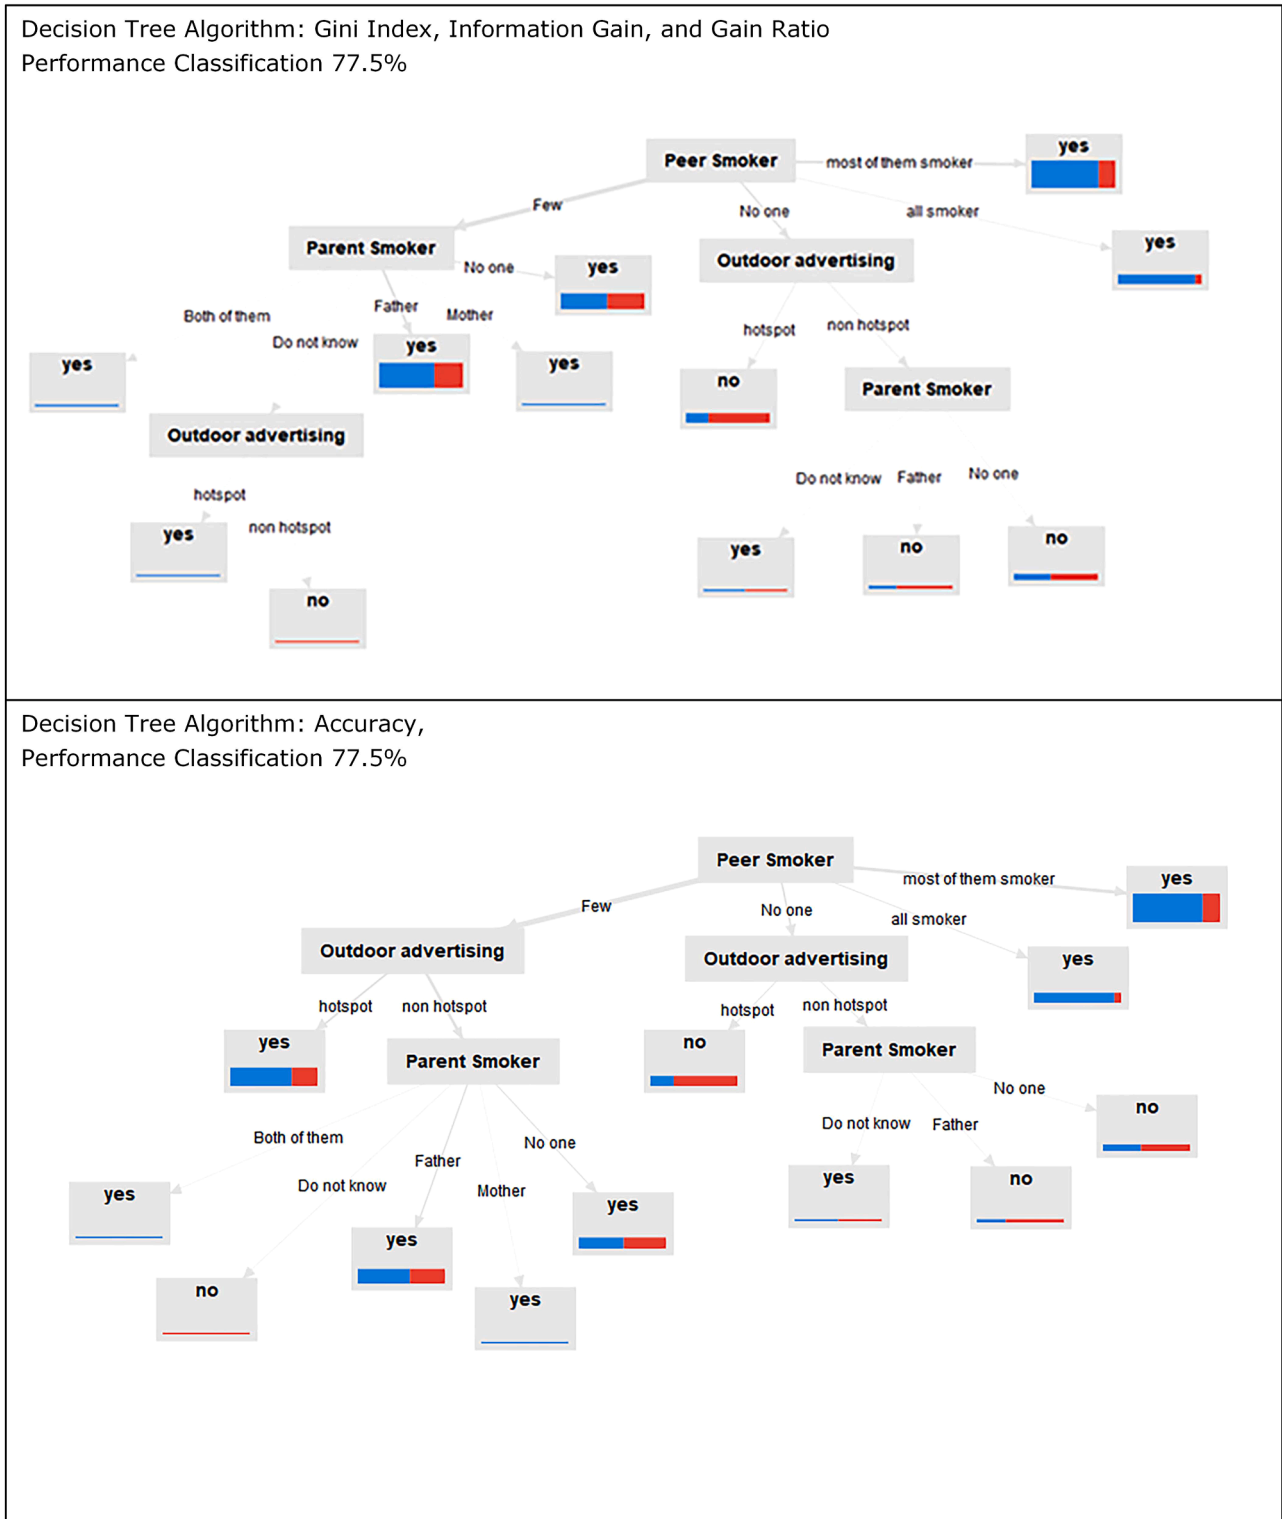 Decision Tree Algorithm: Gini Index, Information Gain, and Gain Ratio
Performance Classification 77.5%
Peer Smoker
most of them smoker
yes
Few
No one
all smoker
Parent Smoker
No one
yes
Outdoor advertising
yes
Both of them
Father
Mother
Do not know
hotspot
non hotspot
yes
yes
yes
no
Parent Smoker
Outdoor advertising
Do not know
Father
No one
hotspot
non hotspot
yes
yes
no
no
no
Decision Tree Algorithm: Accuracy,
Performance Classification 77.5%
Peer Smoker
most of them smoker
yes
Few
No one
all smoker
Outdoor advertising
Outdoor advertising
yes
hotspot
non hotspot
hotspot
non hotspot
yes
Parent Smoker
no
Parent Smoker
No one
no
Both of them
Do not know
Father
Mother
No one
Do not know
Father
yes
no
yes
yes
yes
yes
no